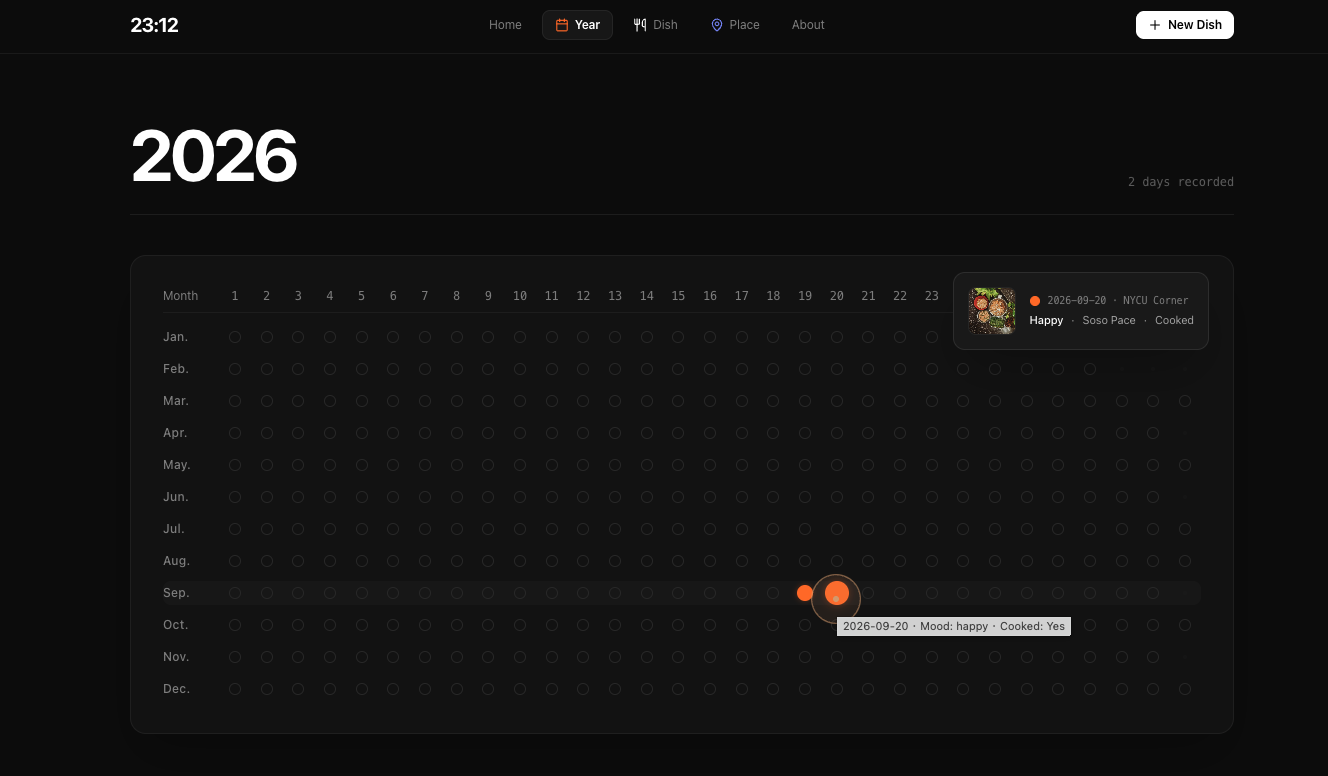 23:12
Home Year Dish Place About
New Dish
2026
2 days recorded
Month 1 2 3 4 5 6 7 8 9 10 11 12 13 14 15 16 17 18 19 20 21 22 23
2026-09-20 · NYCU Corner
Happy · Soso Pace · Cooked
Jan.
Feb.
Mar.
Apr.
May.
Jun.
Jul.
Aug.
Sep.
Oct.
2026-09-20 · Mood: happy · Cooked: Yes
Nov.
Dec.